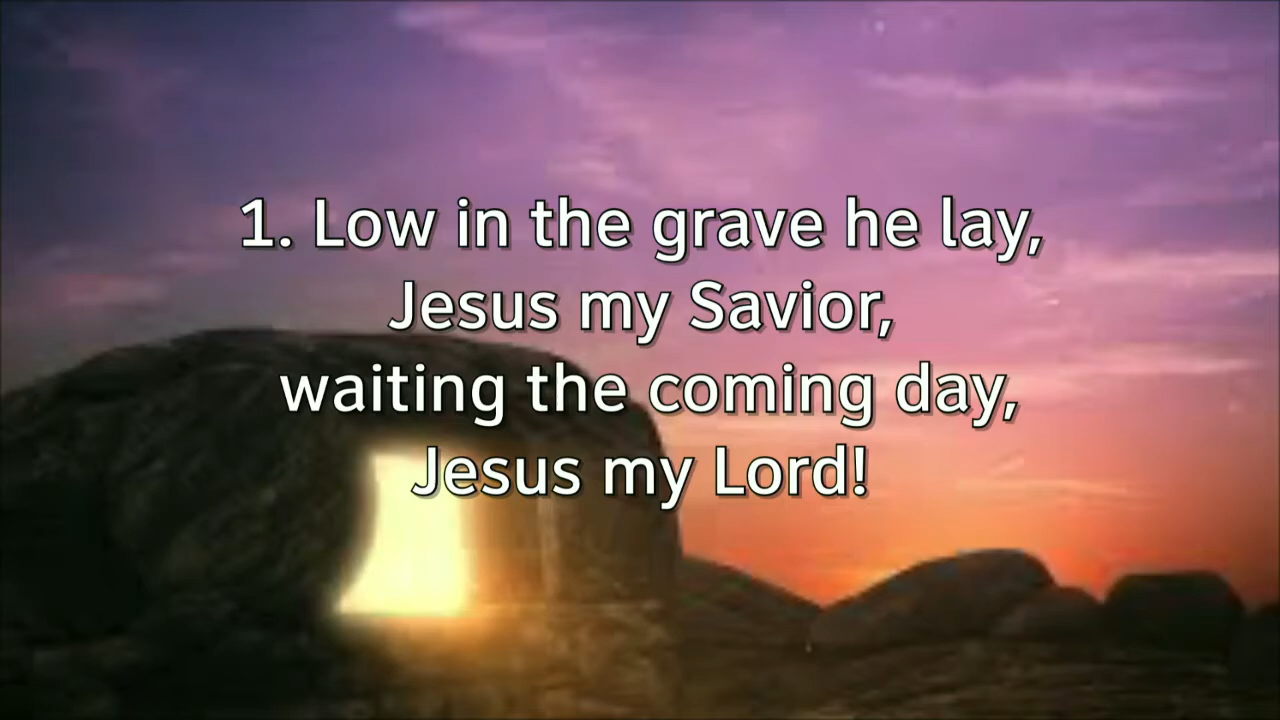 1. Low in the grave he lay,
Jesus my Savior,
waiting the coming day,
Jesus my Lord!